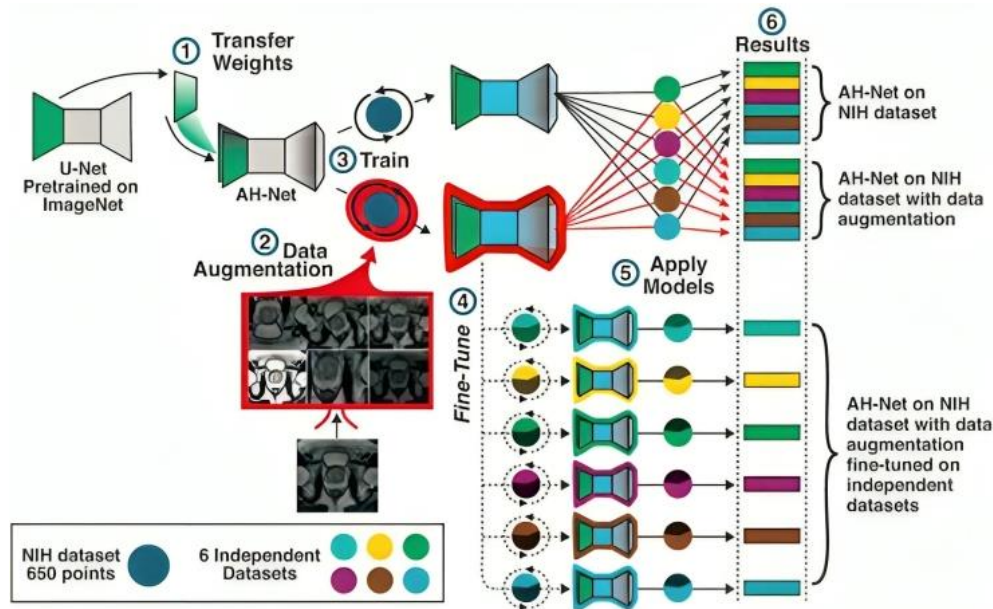 1 Transfer
Weights
U-Net
Pretrained on
ImageNet
AH-Net
3 Train
2 Data
Augmentation
4
Fine-Tune
5 Apply
Models
6
Results
AH-Net on
NIH dataset
AH-Net on NIH
dataset with data
augmentation
AH-Net on NIH
dataset with data
augmentation
fine-tuned on
independent
datasets
NIH dataset
650 points
6 Independent
Datasets